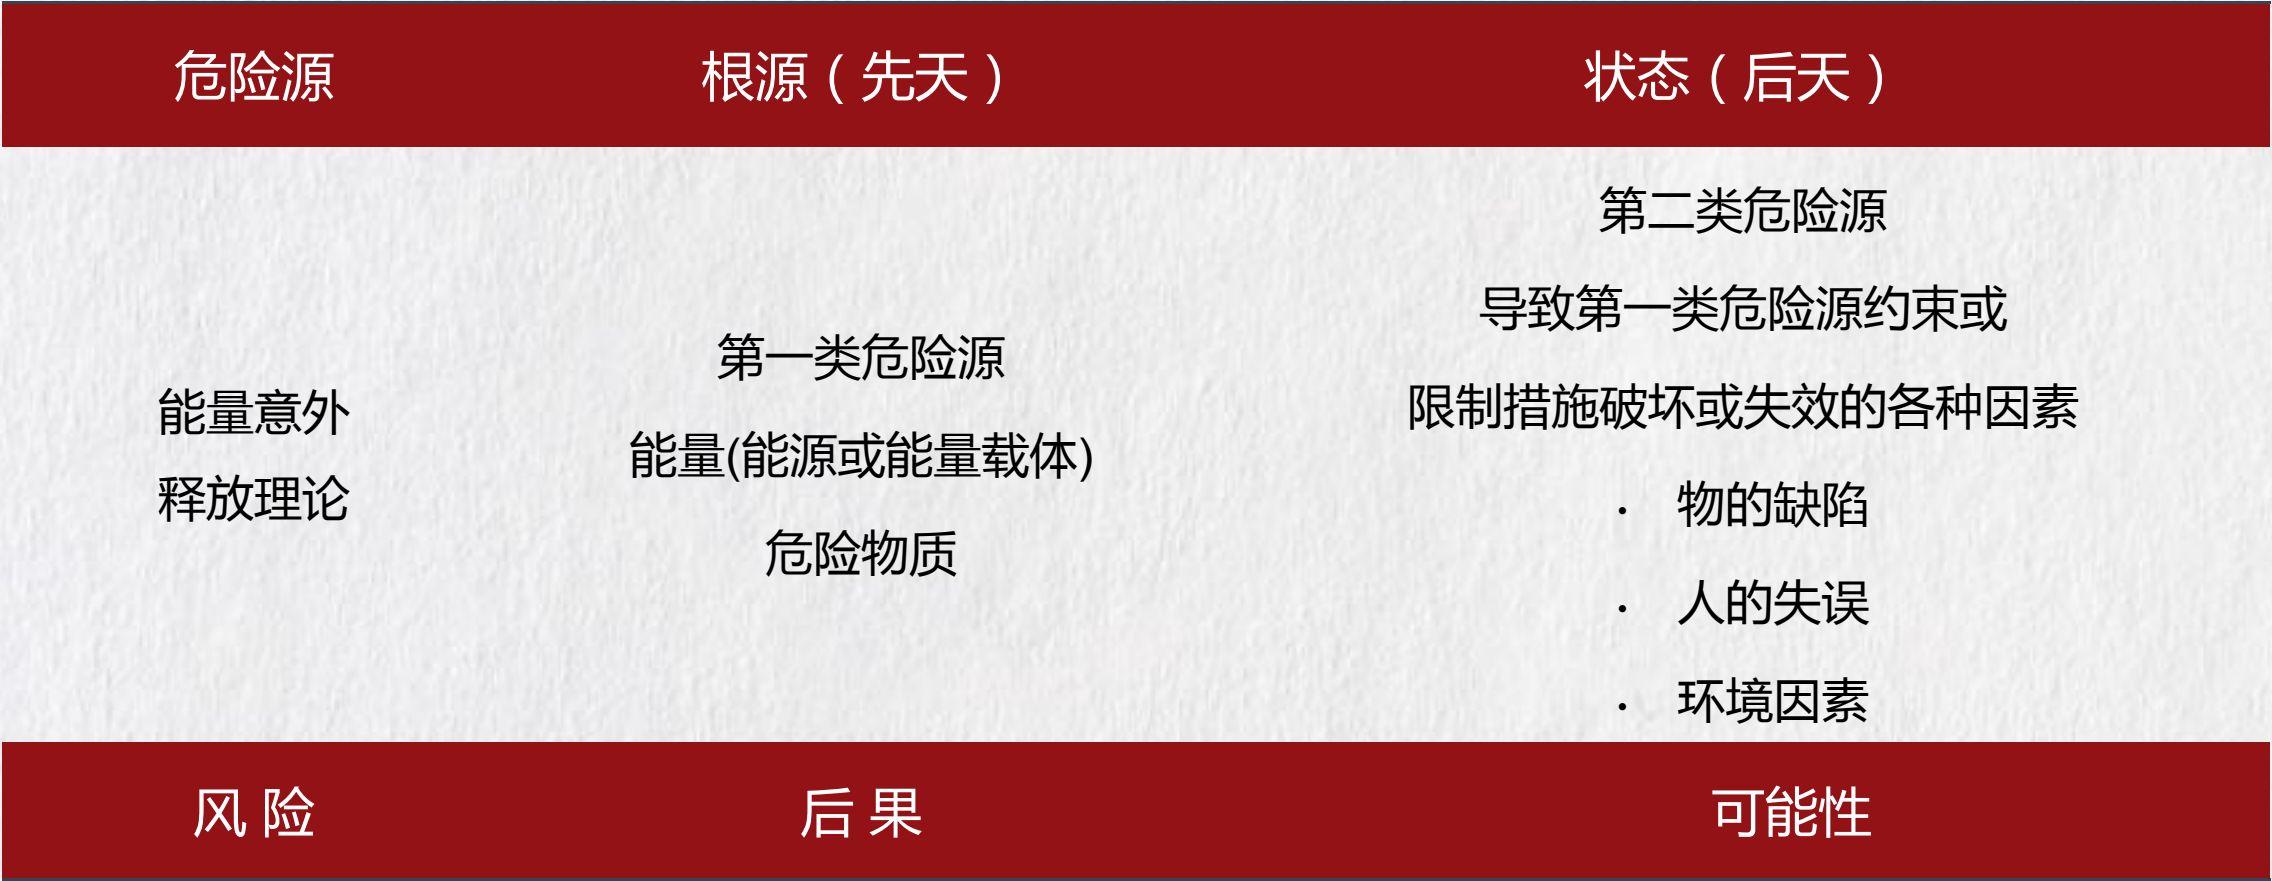 危险源 根源（先天） 状态（后天）
能量意外
释放理论
第一类危险源
能量(能源或能量载体)
危险物质
第二类危险源
导致第一类危险源约束或
限制措施破坏或失效的各种因素
• 物的缺陷
• 人的失误
• 环境因素
风 险 后 果 可能性